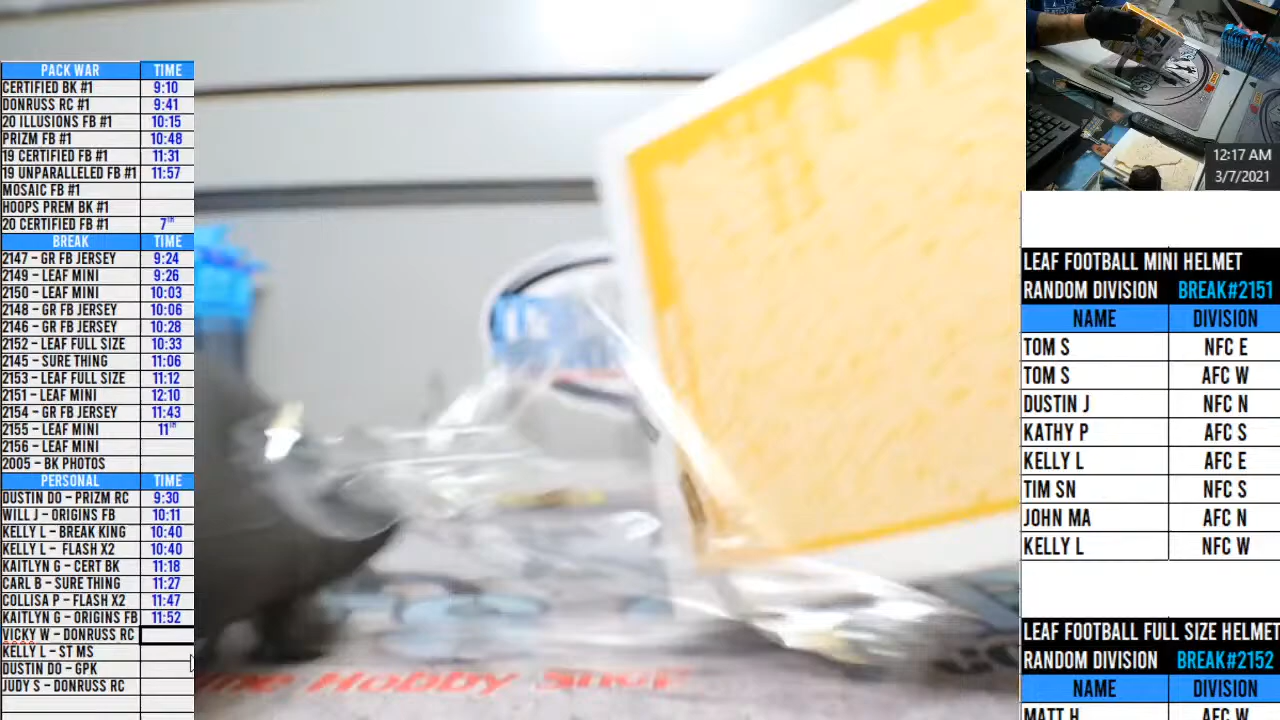 PACK WAR TIME
CERTIFIED BK #1 9:10
DONRUSS RC #1 9:41
20 ILLUSIONS FB #1 10:15
PRIZM FB #1 10:48
19 CERTIFIED FB #1 11:31
19 UNPARALLELED FB #1 11:57
MOSAIC FB #1
HOOPS PREM BK #1
20 CERTIFIED FB #1 7TH
BREAK TIME
2147 – GR FB JERSEY 9:24
2149 – LEAF MINI 9:26
2150 – LEAF MINI 10:03
2148 – GR FB JERSEY 10:06
2146 – GR FB JERSEY 10:28
2152 – LEAF FULL SIZE 10:33
2145 – SURE THING 11:06
2153 – LEAF FULL SIZE 11:12
2151 – LEAF MINI 12:10
2154 – GR FB JERSEY 11:43
2155 – LEAF MINI 11TH
2156 – LEAF MINI
2005 – BK PHOTOS
PERSONAL TIME
DUSTIN DO – PRIZM RC 9:30
WILL J – ORIGINS FB 10:11
KELLY L – BREAK KING 10:40
KELLY L – FLASH X2 10:40
KAITLYN G – CERT BK 11:18
CARL B – SURE THING 11:27
COLLISA P – FLASH X2 11:47
KAITLYN G – ORIGINS FB 11:52
VICKY W – DONRUSS RC
KELLY L – ST MS
DUSTIN DO – GPK
JUDY S – DONRUSS RC
Hobby Shop
12:17 AM
3/7/2021
LEAF FOOTBALL MINI HELMET
RANDOM DIVISION BREAK#2151
NAME DIVISION
TOM S NFC E
TOM S AFC W
DUSTIN J NFC N
KATHY P AFC S
KELLY L AFC E
TIM SN NFC S
JOHN MA AFC N
KELLY L NFC W
LEAF FOOTBALL FULL SIZE HELMET
RANDOM DIVISION BREAK#2152
NAME DIVISION
MATT H AFC W